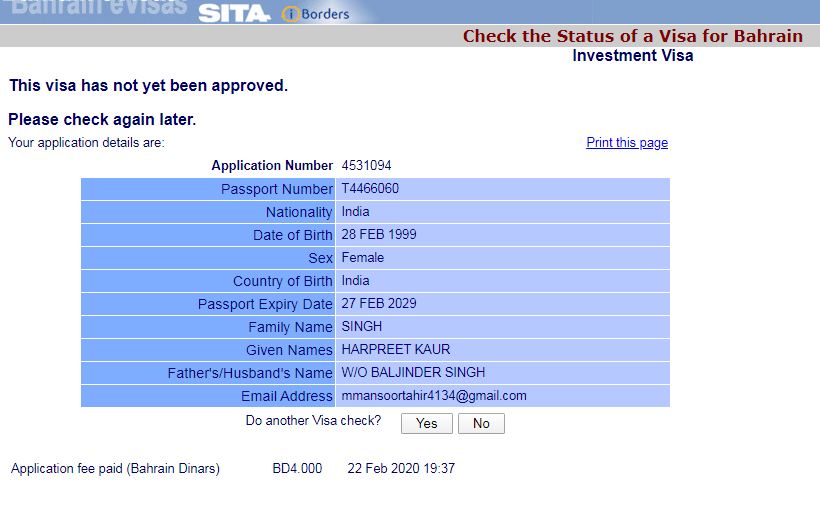 Bahrain eVisas SITA i Borders
Check the Status of a Visa for Bahrain
Investment Visa
This visa has not yet been approved.
Please check again later.
Your application details are: Print this page
Application Number 4531094
Passport Number T4466060
Nationality India
Date of Birth 28 FEB 1999
Sex Female
Country of Birth India
Passport Expiry Date 27 FEB 2029
Family Name SINGH
Given Names HARPREET KAUR
Father's/Husband's Name W/O BALJINDER SINGH
Email Address mmansoortahir4134@gmail.com
Do another Visa check? Yes No
Application fee paid (Bahrain Dinars) BD4.000 22 Feb 2020 19:37